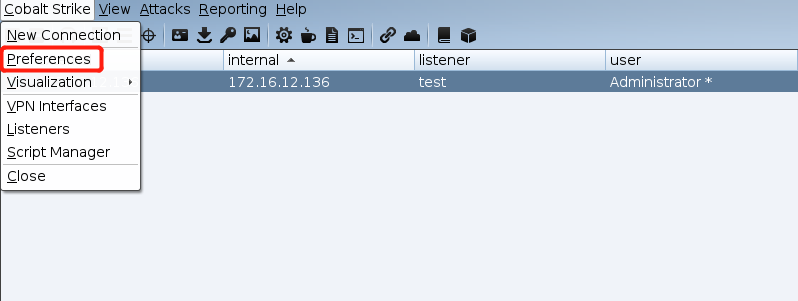 Cobalt Strike View Attacks Reporting Help
New Connection
Preferences
Visualization
VPN Interfaces
Listeners
Script Manager
Close
internal listener user
172.16.12.136 test Administrator *